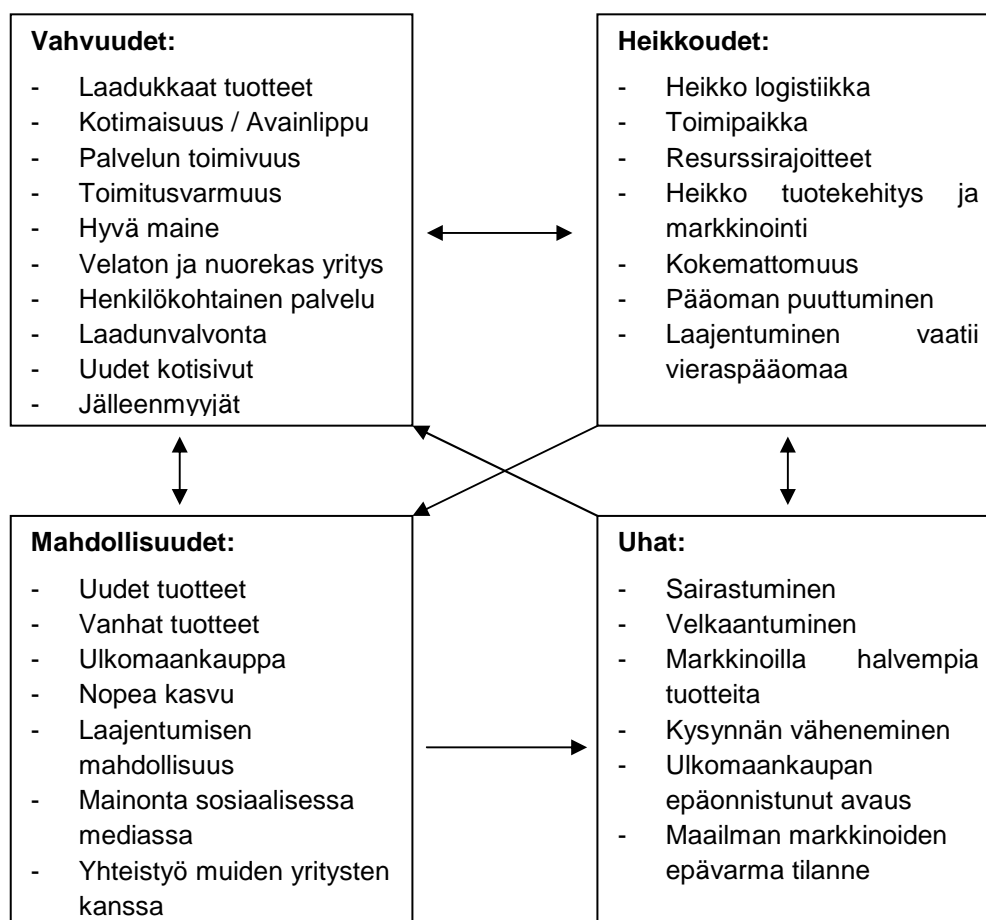 Vahvuudet:
- Laadukkaat tuotteet
- Kotimaisuus / Avainlippu
- Palvelun toimivuus
- Toimitusvarmuus
- Hyvä maine
- Velaton ja nuorekas yritys
- Henkilökohtainen palvelu
- Laadunvalvonta
- Uudet kotisivut
- Jälleenmyyjät
Heikkoudet:
- Heikko logistiikka
- Toimipaikka
- Resurssirajoitteet
- Heikko tuotekehitys ja
markkinointi
- Kokemattomuus
- Pääoman puuttuminen
- Laajentuminen vaatii
vieraspääomaa
Mahdollisuudet:
- Uudet tuotteet
- Vanhat tuotteet
- Ulkomaankauppa
- Nopea kasvu
- Laajentumisen
mahdollisuus
- Mainonta sosiaalisessa
mediassa
- Yhteistyö muiden yritysten
kanssa
Uhat:
- Sairastuminen
- Velkaantuminen
- Markkinoilla halvempia
tuotteita
- Kysynnän väheneminen
- Ulkomaankaupan
epäonnistunut avaus
- Maailman markkinoiden
epävarma tilanne